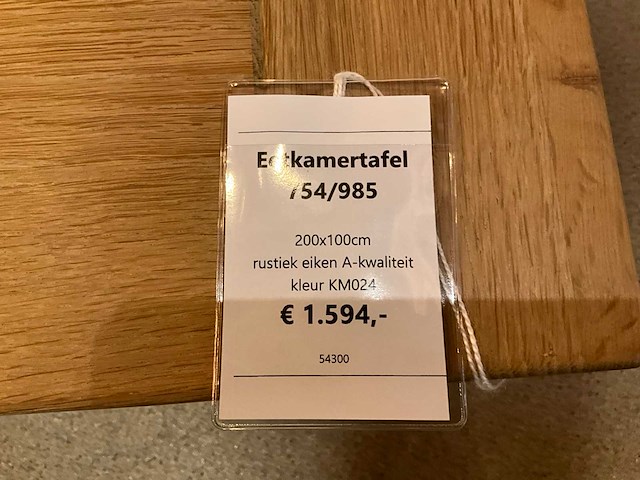 Eetkamertafel
754/985
200x100cm
rustiek eiken A-kwaliteit
kleur KM024
€ 1.594,-
54300